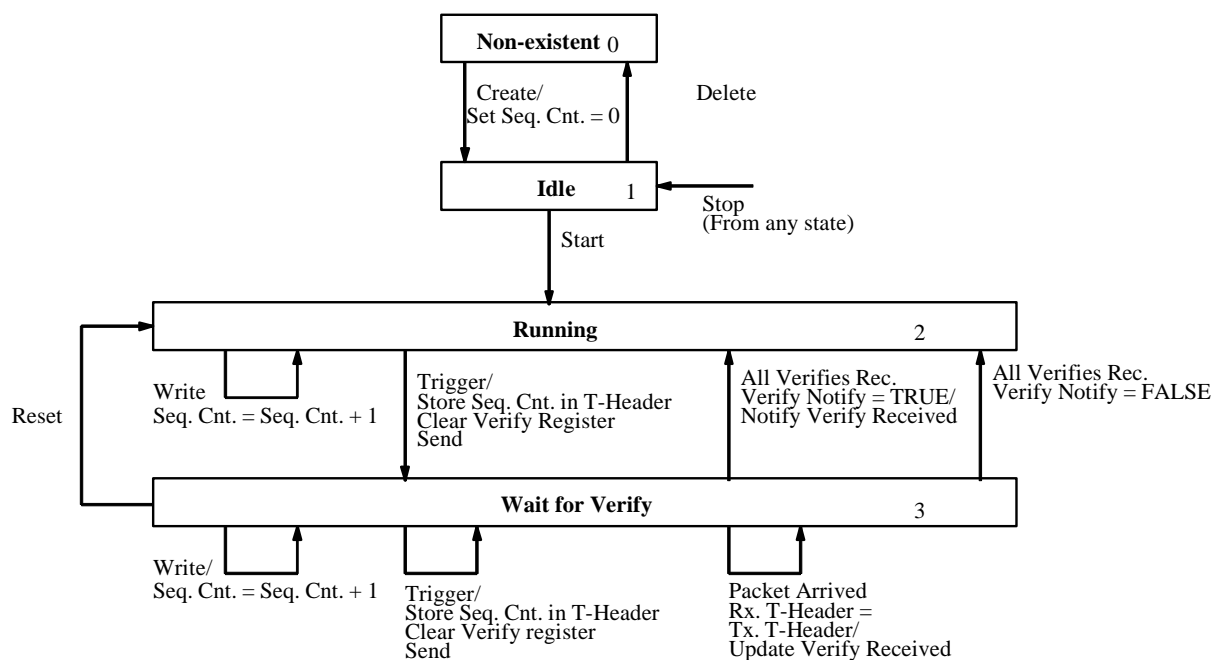 Non-existent 0
Create/
Set Seq. Cnt. = 0
Delete
Idle 1
Stop
(From any state)
Start
Running 2
Write
Seq. Cnt. = Seq. Cnt. + 1
Trigger/
Store Seq. Cnt. in T-Header
Clear Verify Register
Send
All Verifies Rec.
Verify Notify = TRUE/
Notify Verify Received
All Verifies Rec.
Verify Notify = FALSE
Reset
Wait for Verify 3
Write/
Seq. Cnt. = Seq. Cnt. + 1
Trigger/
Store Seq. Cnt. in T-Header
Clear Verify register
Send
Packet Arrived
Rx. T-Header =
Tx. T-Header/
Update Verify Received